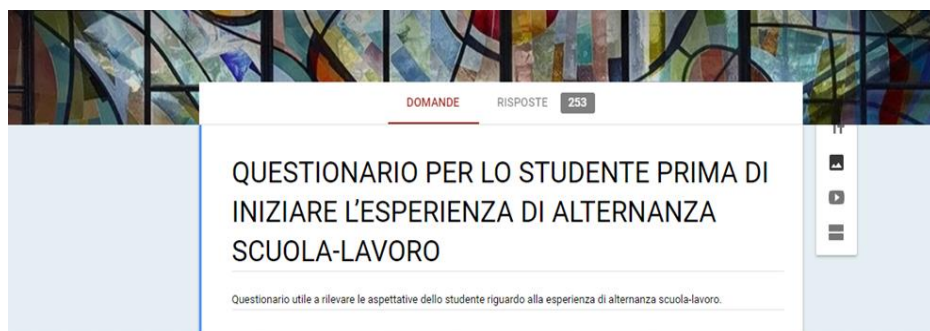 DOMANDE RISPOSTE 253
QUESTIONARIO PER LO STUDENTE PRIMA DI
INIZIARE L’ESPERIENZA DI ALTERNANZA
SCUOLA-LAVORO
Questionario utile a rilevare le aspettative dello studente riguardo alla esperienza di alternanza scuola-lavoro.